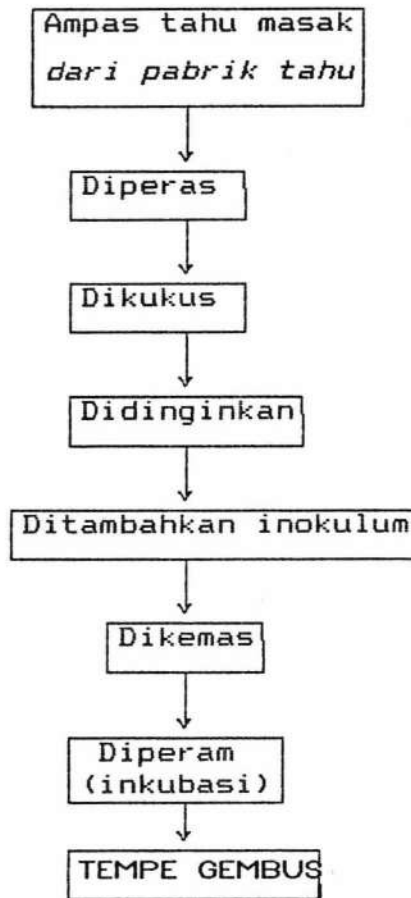 Ampas tahu masak
dari pabrik tahu
Diperas
Dikukus
Didinginkan
Ditambahkan inokulum
Dikemas
Diperam
(inkubasi)
TEMPE GEMBUS